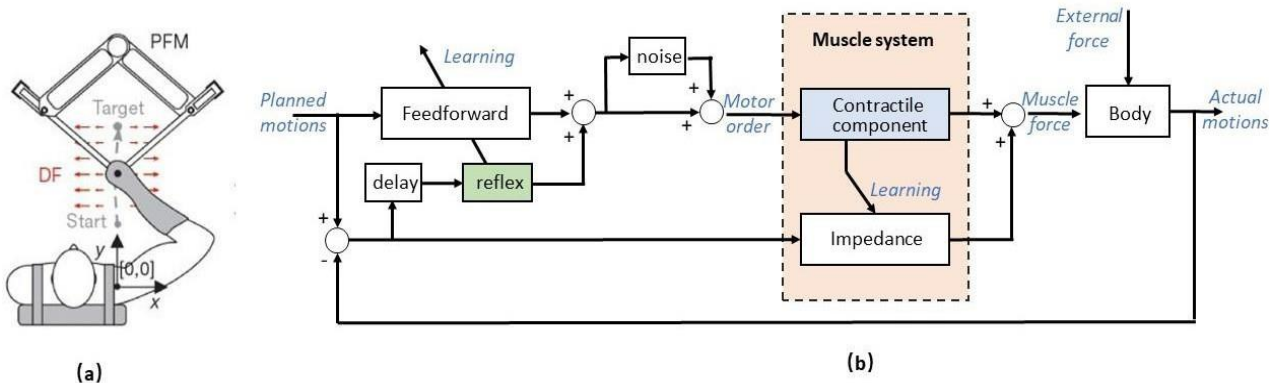 PFM
Target
DF
Start
y
[0,0]
x
(a)
Planned
motions
Learning
Feedforward
delay
reflex
+
+
noise
+
+
Motor
order
Muscle system
Contractile
component
Learning
Impedance
+
+
Muscle
force
External
force
Body
Actual
motions
+
-
(b)